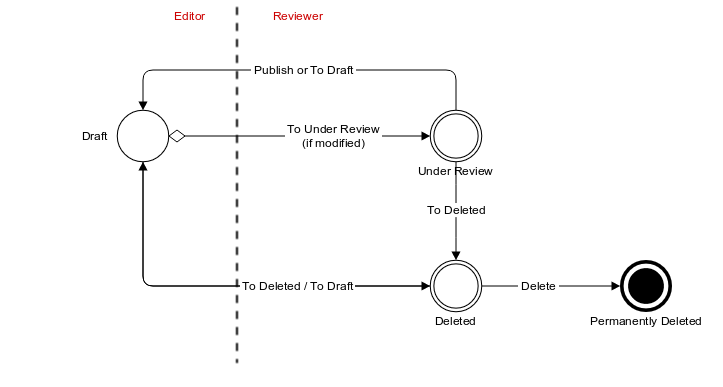 Editor
Reviewer
Publish or To Draft
Draft
To Under Review
(if modified)
Under Review
To Deleted
To Deleted / To Draft
Delete
Deleted
Permanently Deleted